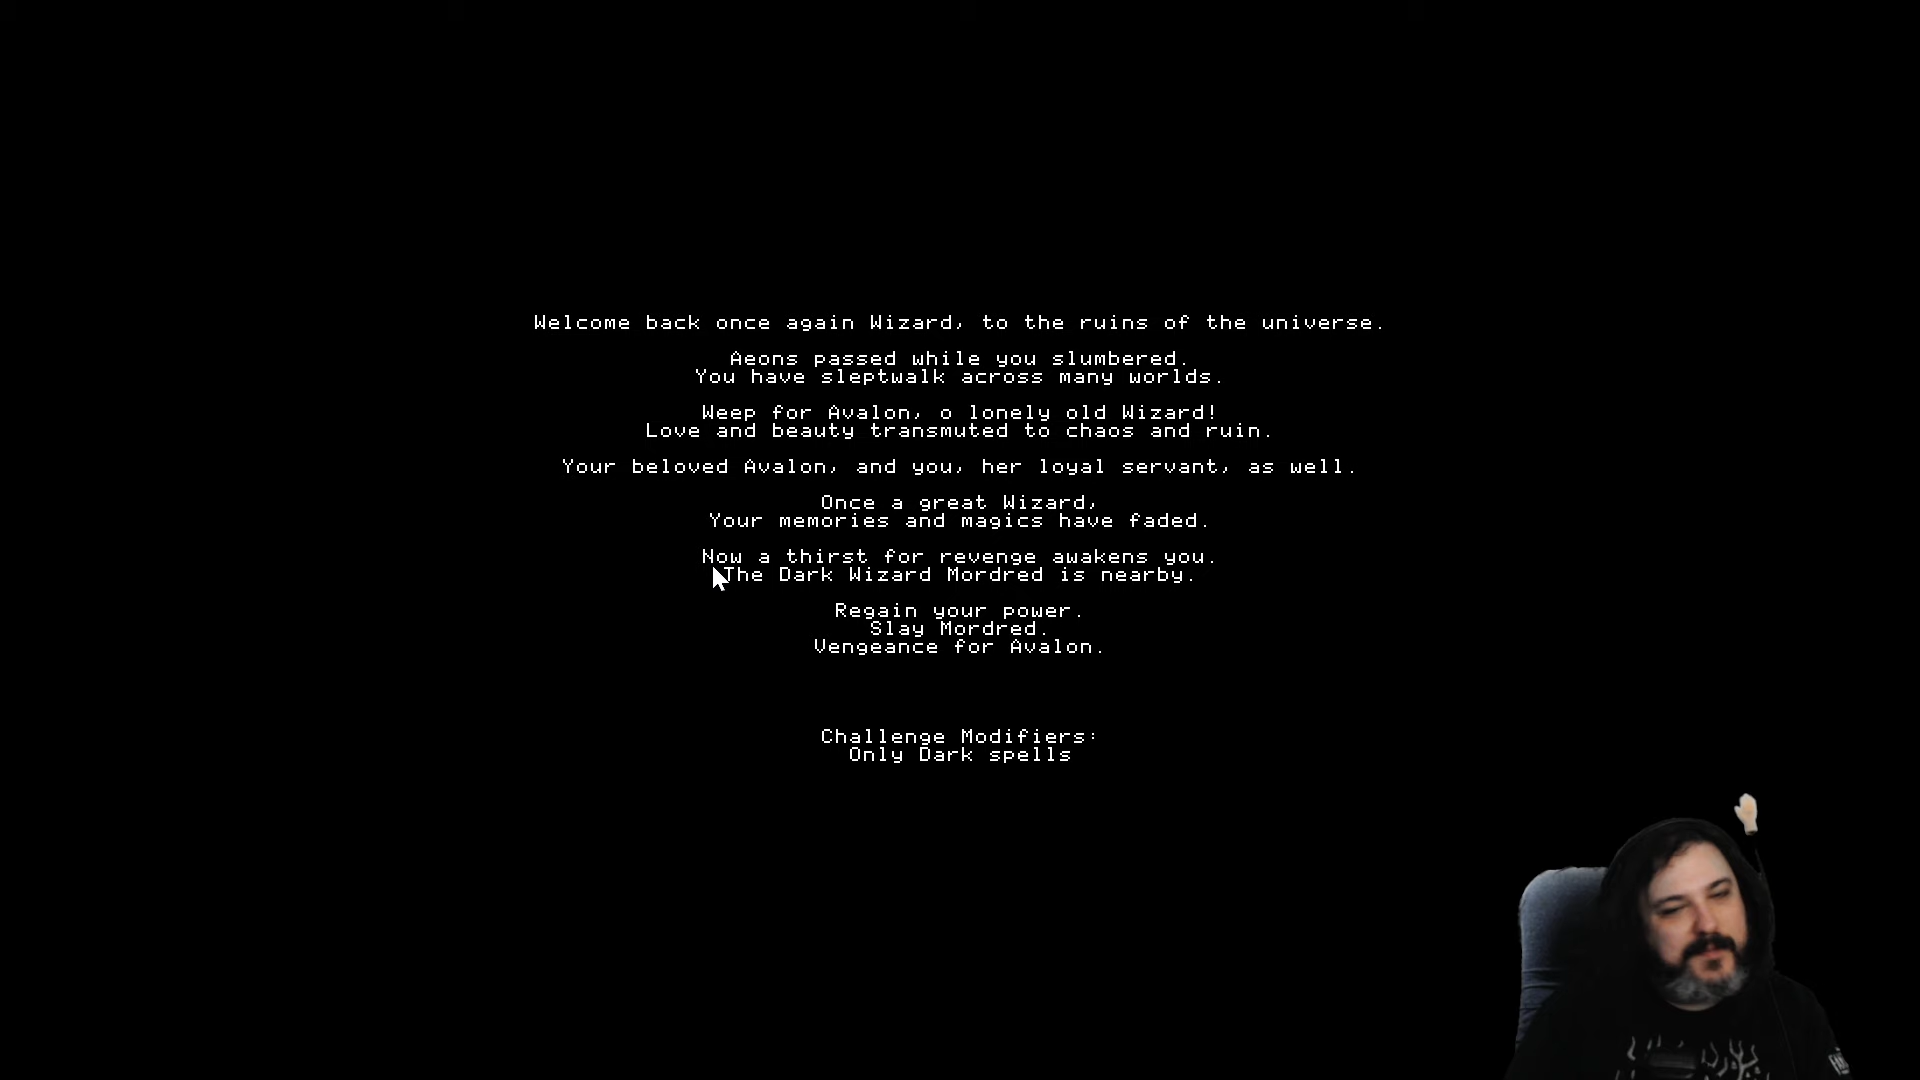 Welcome back once again Wizard, to the ruins of the universe.
Aeons passed while you slumbered.
You have sleptwalk across many worlds.
Weep for Avalon, o lonely old Wizard!
Love and beauty transmuted to chaos and ruin.
Your beloved Avalon, and you, her loyal servant, as well.
Once a great Wizard,
Your memories and magics have faded.
Now a thirst for revenge awakens you.
The Dark Wizard Mordred is nearby.
Regain your power.
Slay Mordred.
Vengeance for Avalon.
Challenge Modifiers:
Only Dark spells